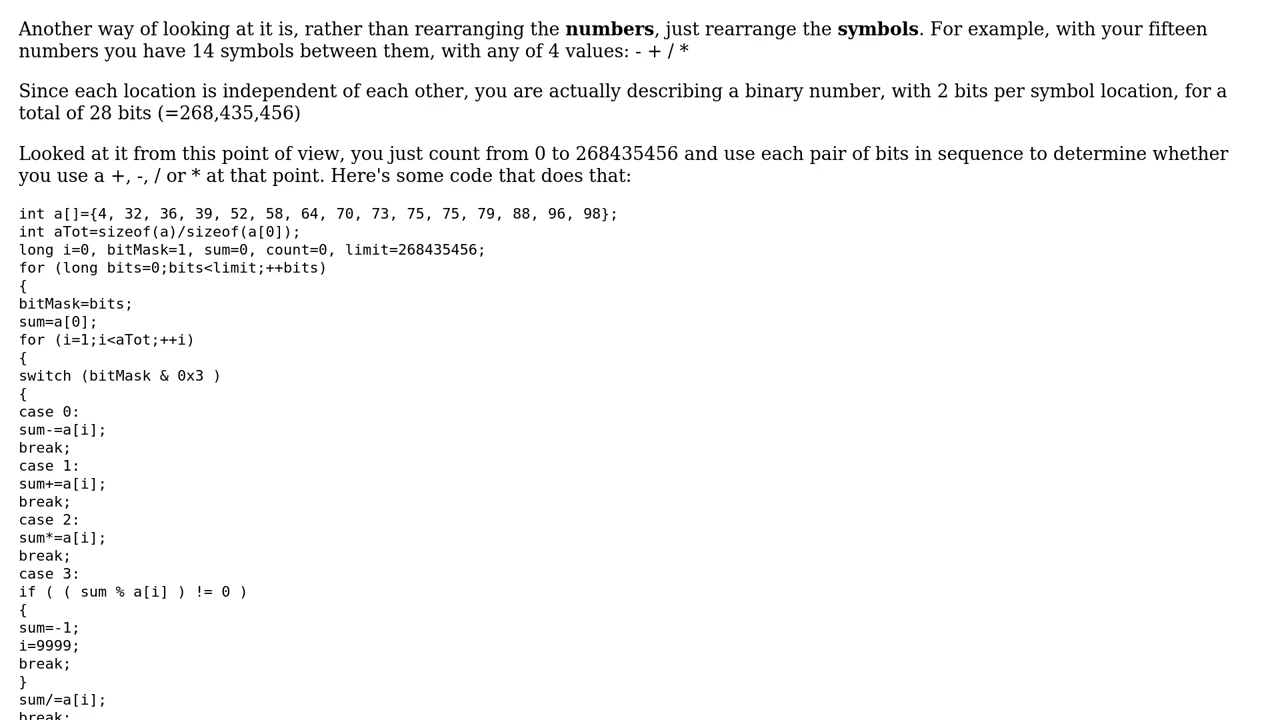 Another way of looking at it is, rather than rearranging the numbers, just rearrange the symbols. For example, with your fifteen
numbers you have 14 symbols between them, with any of 4 values: - + / *
Since each location is independent of each other, you are actually describing a binary number, with 2 bits per symbol location, for a
total of 28 bits (=268,435,456)
Looked at it from this point of view, you just count from 0 to 268435456 and use each pair of bits in sequence to determine whether
you use a +, -, / or * at that point. Here's some code that does that:
int a[]={4, 32, 36, 39, 52, 58, 64, 70, 73, 75, 75, 79, 88, 96, 98};
int aTot=sizeof(a)/sizeof(a[0]);
long i=0, bitMask=1, sum=0, count=0, limit=268435456;
for (long bits=0;bits<limit;++bits)
{
bitMask=bits;
sum=a[0];
for (i=1;i<aTot;++i)
{
switch (bitMask & 0x3 )
{
case 0:
sum-=a[i];
break;
case 1:
sum+=a[i];
break;
case 2:
sum*=a[i];
break;
case 3:
if ( ( sum % a[i] ) != 0 )
{
sum=-1;
i=9999;
break;
}
sum/=a[i];
break;